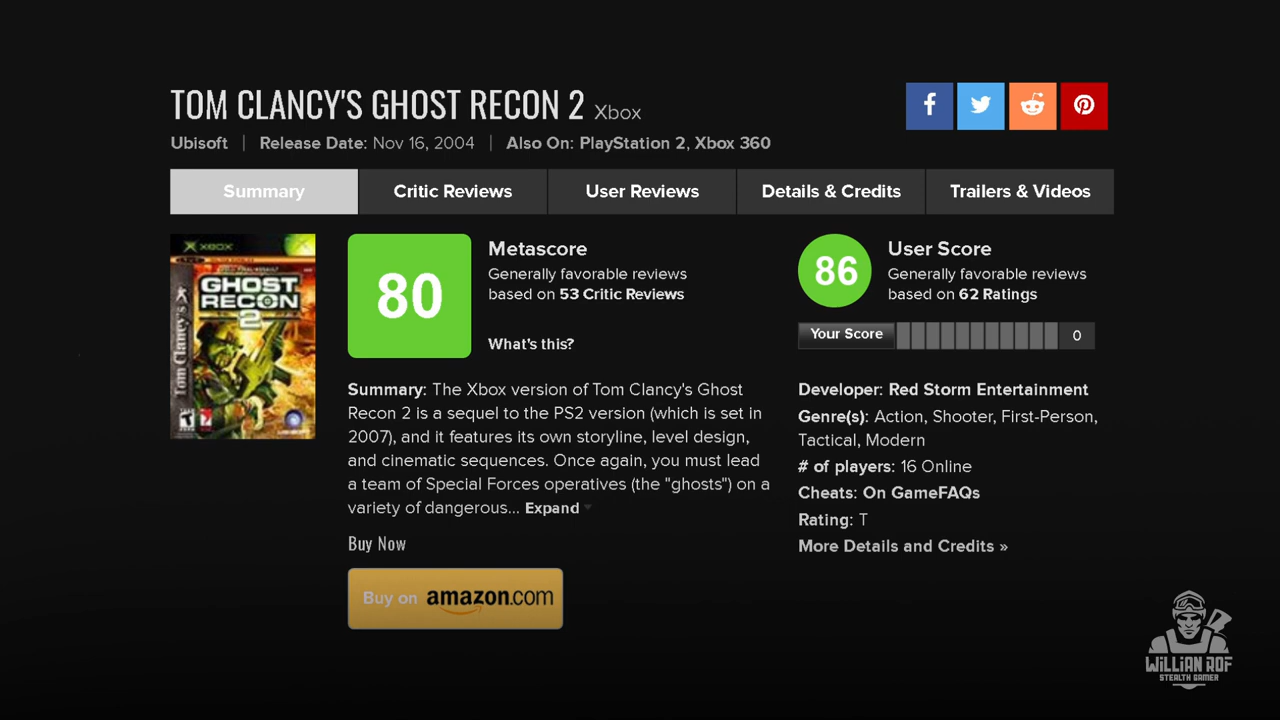 TOM CLANCY'S GHOST RECON 2 Xbox
Ubisoft | Release Date: Nov 16, 2004 | Also On: PlayStation 2, Xbox 360
Summary Critic Reviews User Reviews Details & Credits Trailers & Videos
XBOX
GHOST
RECON
2
Tom Clancy's
80
Metascore
Generally favorable reviews
based on 53 Critic Reviews
What's this?
86
User Score
Generally favorable reviews
based on 62 Ratings
Your Score 0
Summary: The Xbox version of Tom Clancy's Ghost
Recon 2 is a sequel to the PS2 version (which is set in
2007), and it features its own storyline, level design,
and cinematic sequences. Once again, you must lead
a team of Special Forces operatives (the "ghosts") on a
variety of dangerous... Expand
Buy Now
Buy on amazon.com
Developer: Red Storm Entertainment
Genre(s): Action, Shooter, First-Person,
Tactical, Modern
# of players: 16 Online
Cheats: On GameFAQs
Rating: T
More Details and Credits »
WILLIAN ROF
STEALTH GAMER